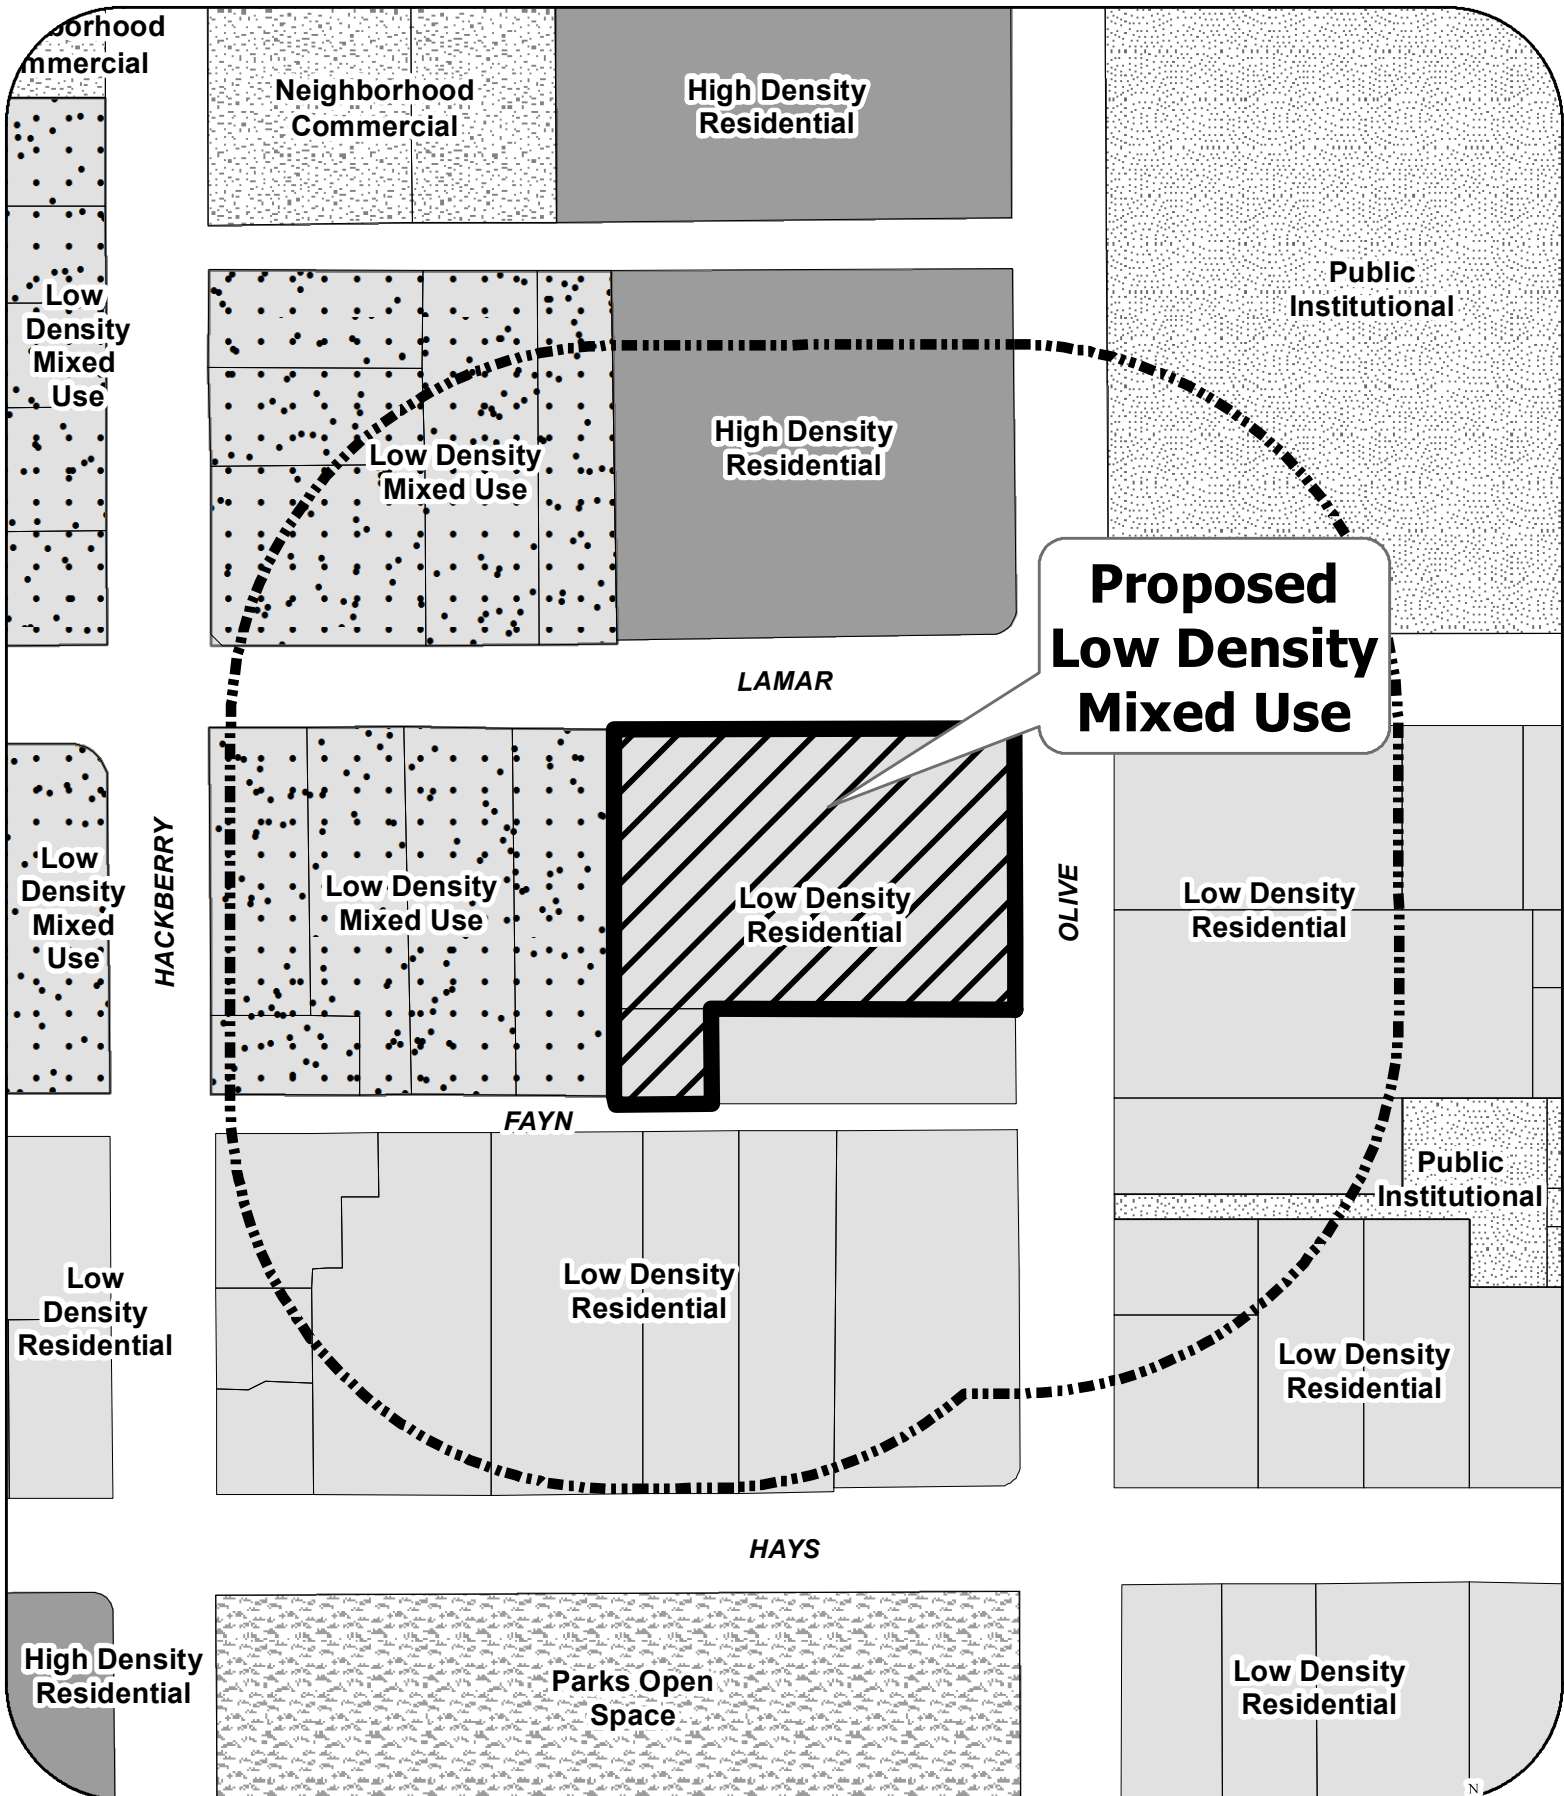 borhood
mmercial
Neighborhood
Commercial
High Density
Residential
Public
Institutional
Low
Density
Mixed
Use
Low Density
Mixed Use
High Density
Residential
Proposed
Low Density
Mixed Use
LAMAR
HACKBERRY
Low
Density
Mixed
Use
Low Density
Mixed Use
Low Density
Residential
OLIVE
Low Density
Residential
FAYN
Public
Institutional
Low
Density
Residential
Low Density
Residential
Low Density
Residential
HAYS
High Density
Residential
Parks Open
Space
Low Density
Residential
N